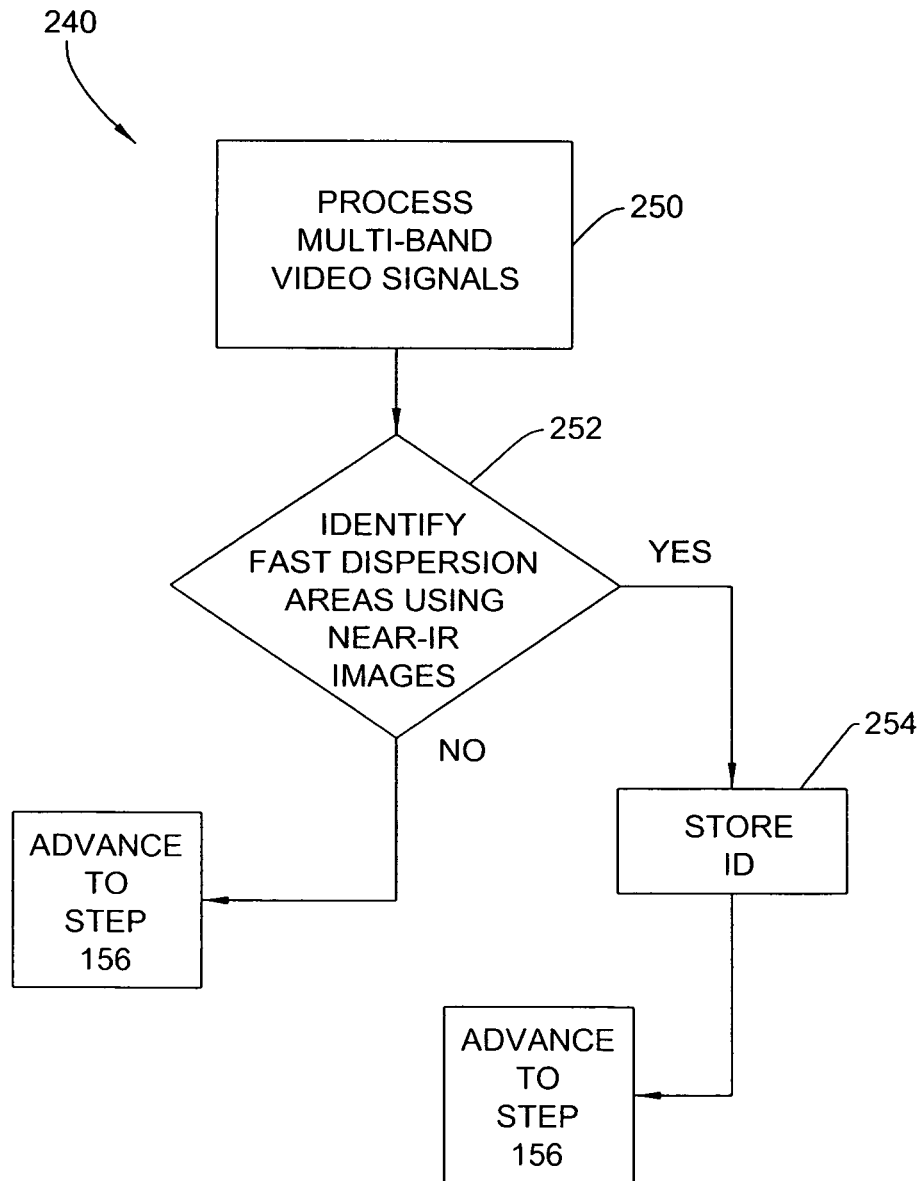 240
PROCESS
MULTI-BAND
VIDEO SIGNALS
250
252
IDENTIFY
FAST DISPERSION
AREAS USING
NEAR-IR
IMAGES
YES
NO
254
STORE
ID
ADVANCE
TO
STEP
156
ADVANCE
TO
STEP
156